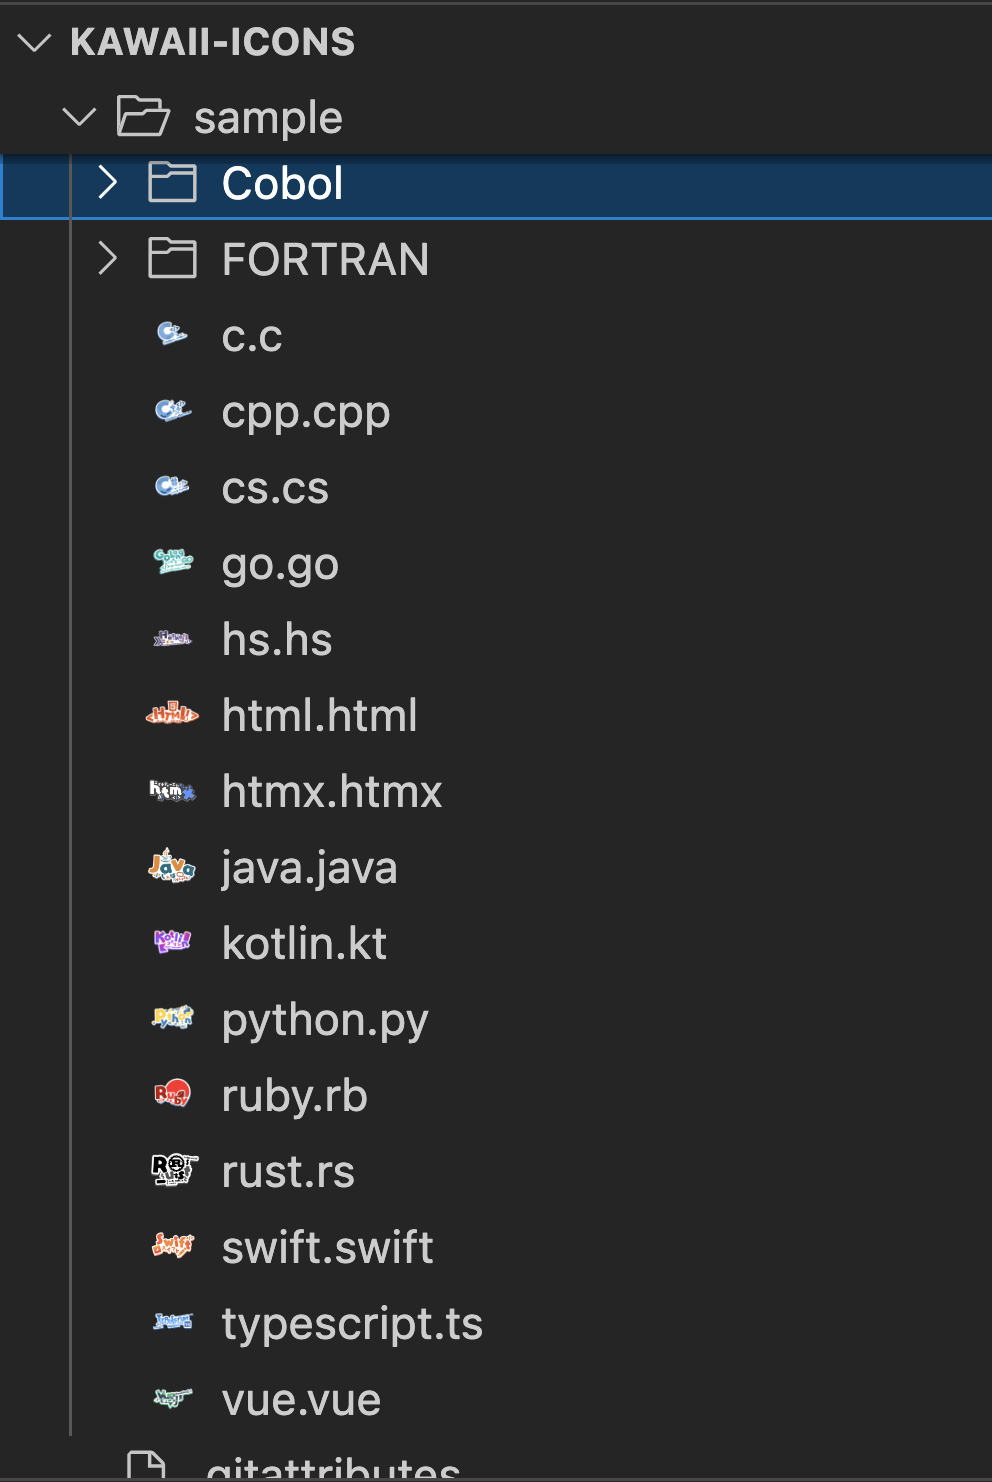 KAWAII-ICONS
sample
Cobol
FORTRAN
c.c
cpp.cpp
cs.cs
go.go
hs.hs
html.html
htmx.htmx
java.java
kotlin.kt
python.py
ruby.rb
rust.rs
swift.swift
typescript.ts
vue.vue
gitattributes